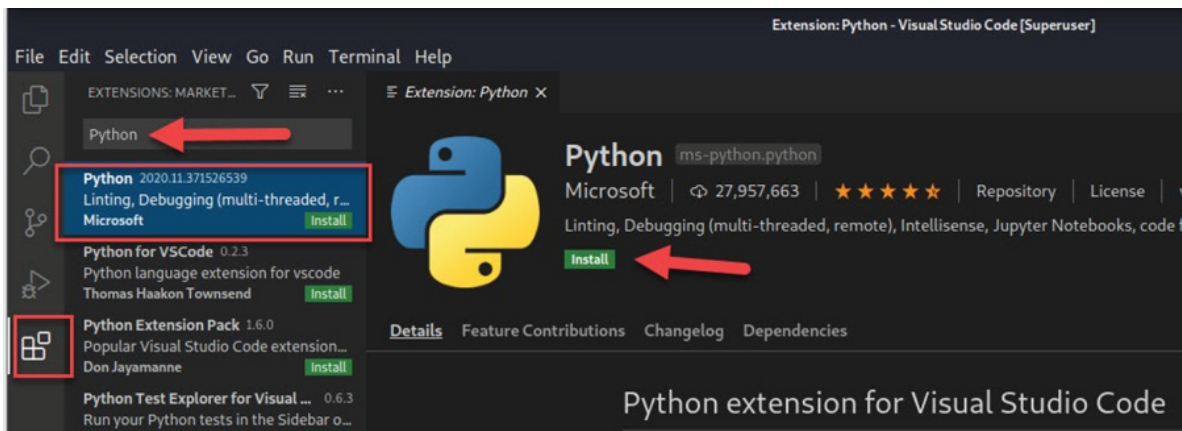 Extension: Python - Visual Studio Code [Superuser]
File Edit Selection View Go Run Terminal Help
EXTENSIONS: MARKET...
Python
Python 2020.11.371526539
Linting, Debugging (multi-threaded, r...
Microsoft Install
Python for VSCode 0.2.3
Python language extension for vscode
Thomas Haakon Townsend Install
Python Extension Pack 1.6.0
Popular Visual Studio Code extension...
Don Jayamanne Install
Python Test Explorer for Visual ... 0.6.3
Run your Python tests in the Sidebar o...
Extension: Python
Python ms-python.python
Microsoft 27,957,663 Repository License
Linting, Debugging (multi-threaded, remote), Intellisense, Jupyter Notebooks, code
Install
Details Feature Contributions Changelog Dependencies
Python extension for Visual Studio Code